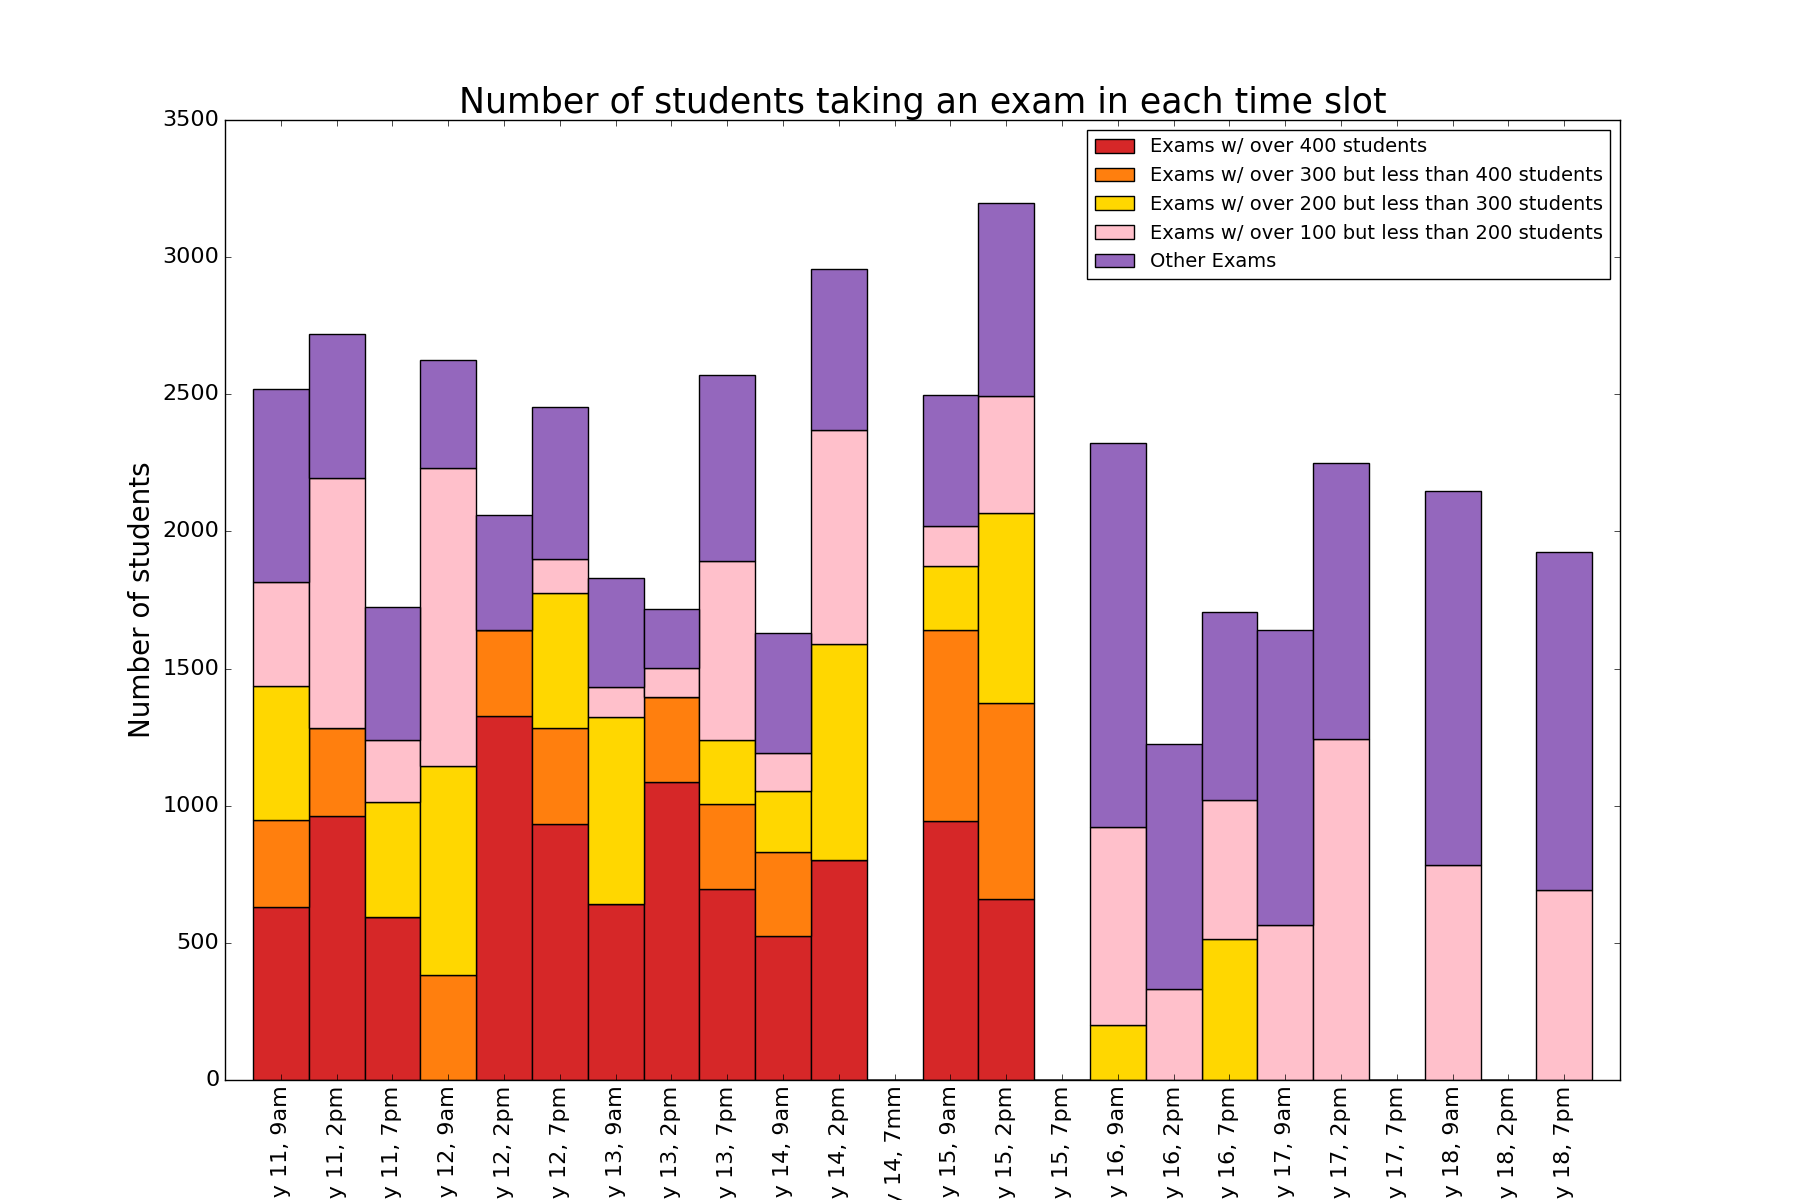 Number of students taking an exam in each time slot
Exams w/ over 400 students
Exams w/ over 300 but less than 400 students
Exams w/ over 200 but less than 300 students
Exams w/ over 100 but less than 200 students
Other Exams
Number of students
3500
3000
2500
2000
1500
1000
500
0
y 11, 9am
y 11, 2pm
y 11, 7pm
y 12, 9am
y 12, 2pm
y 12, 7pm
y 13, 9am
y 13, 2pm
y 13, 7pm
y 14, 9am
y 14, 2pm
y 14, 7mm
y 15, 9am
y 15, 2pm
y 15, 7pm
y 16, 9am
y 16, 2pm
y 16, 7pm
y 17, 9am
y 17, 2pm
y 17, 7pm
y 18, 9am
y 18, 2pm
y 18, 7pm